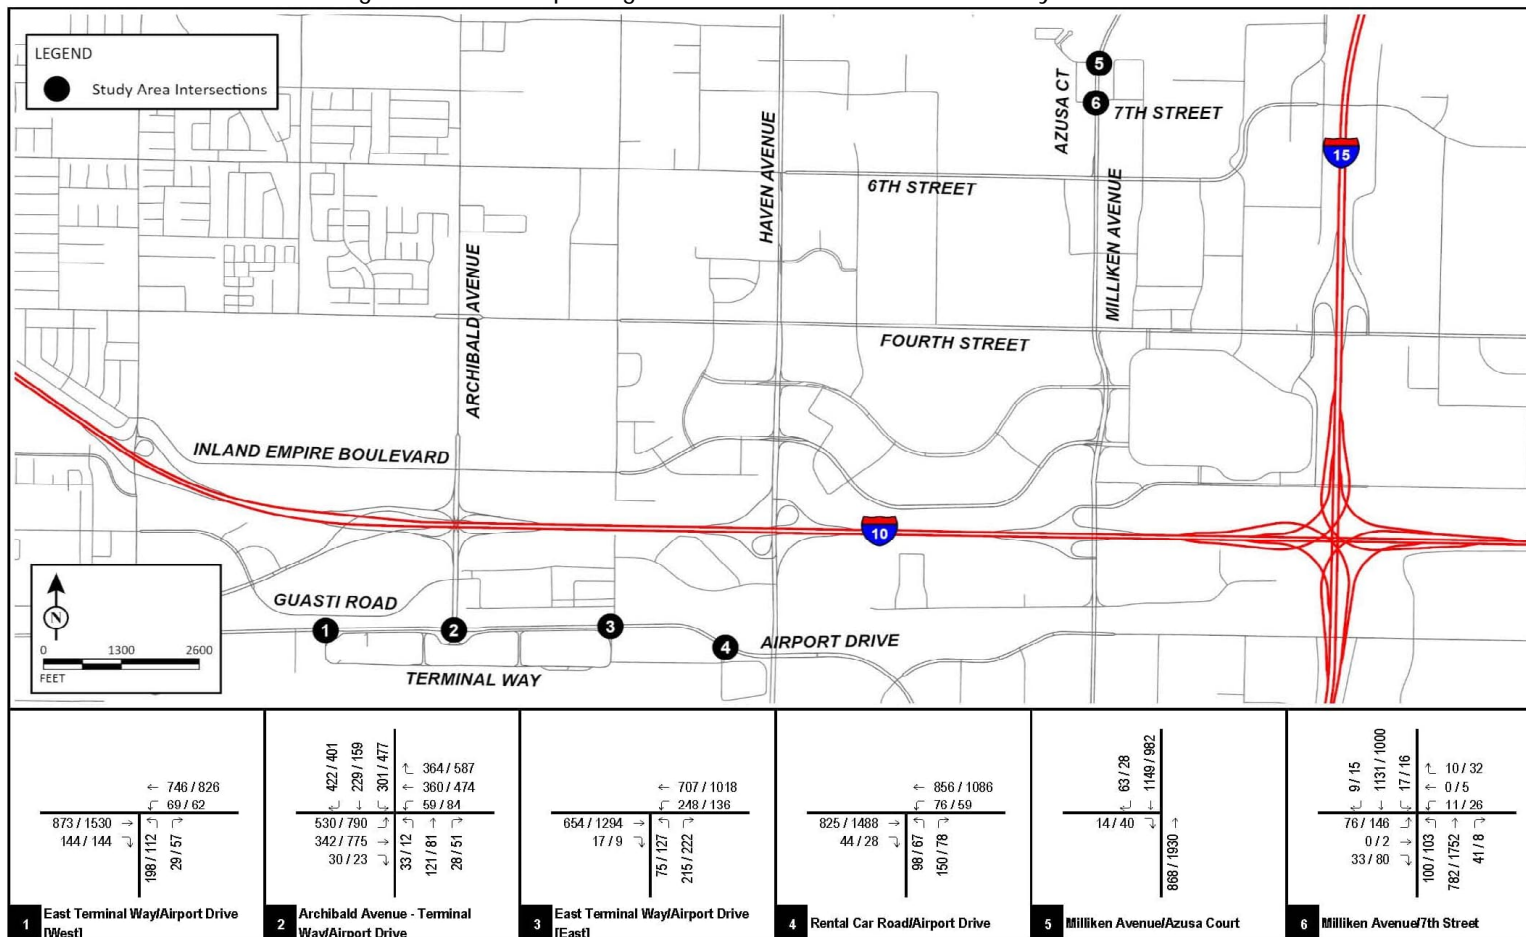 LEGEND
Study Area Intersections
5
6
7TH STREET
AZUSA CT
HAVEN AVENUE
15
6TH STREET
MILLIKEN AVENUE
ARCHIBALD AVENUE
FOURTH STREET
INLAND EMPIRE BOULEVARD
10
N
0 1300 2600
FEET
GUASTI ROAD
1
2
3
4
AIRPORT DRIVE
TERMINAL WAY
746 / 826
69 / 62
873 / 1530
144 / 144
198 / 112
29 / 57
1 East Terminal Way/Airport Drive
[West]
422 / 401
229 / 159
301 / 477
364 / 587
360 / 474
59 / 84
530 / 790
342 / 775
30 / 23
33 / 12
121 / 81
28 / 51
2 Archibald Avenue - Terminal
Way/Airport Drive
707 / 1018
248 / 136
654 / 1294
17 / 9
75 / 127
215 / 222
3 East Terminal Way/Airport Drive
[East]
856 / 1086
76 / 59
825 / 1488
44 / 28
98 / 67
150 / 78
4 Rental Car Road/Airport Drive
63 / 28
1149 / 982
14 / 40
868 / 1930
5 Milliken Avenue/Azusa Court
9 / 15
1131 / 1000
17 / 16
10 / 32
0 / 5
11 / 26
76 / 146
0 / 2
33 / 80
100 / 103
782 / 1752
41 / 8
6 Milliken Avenue/7th Street